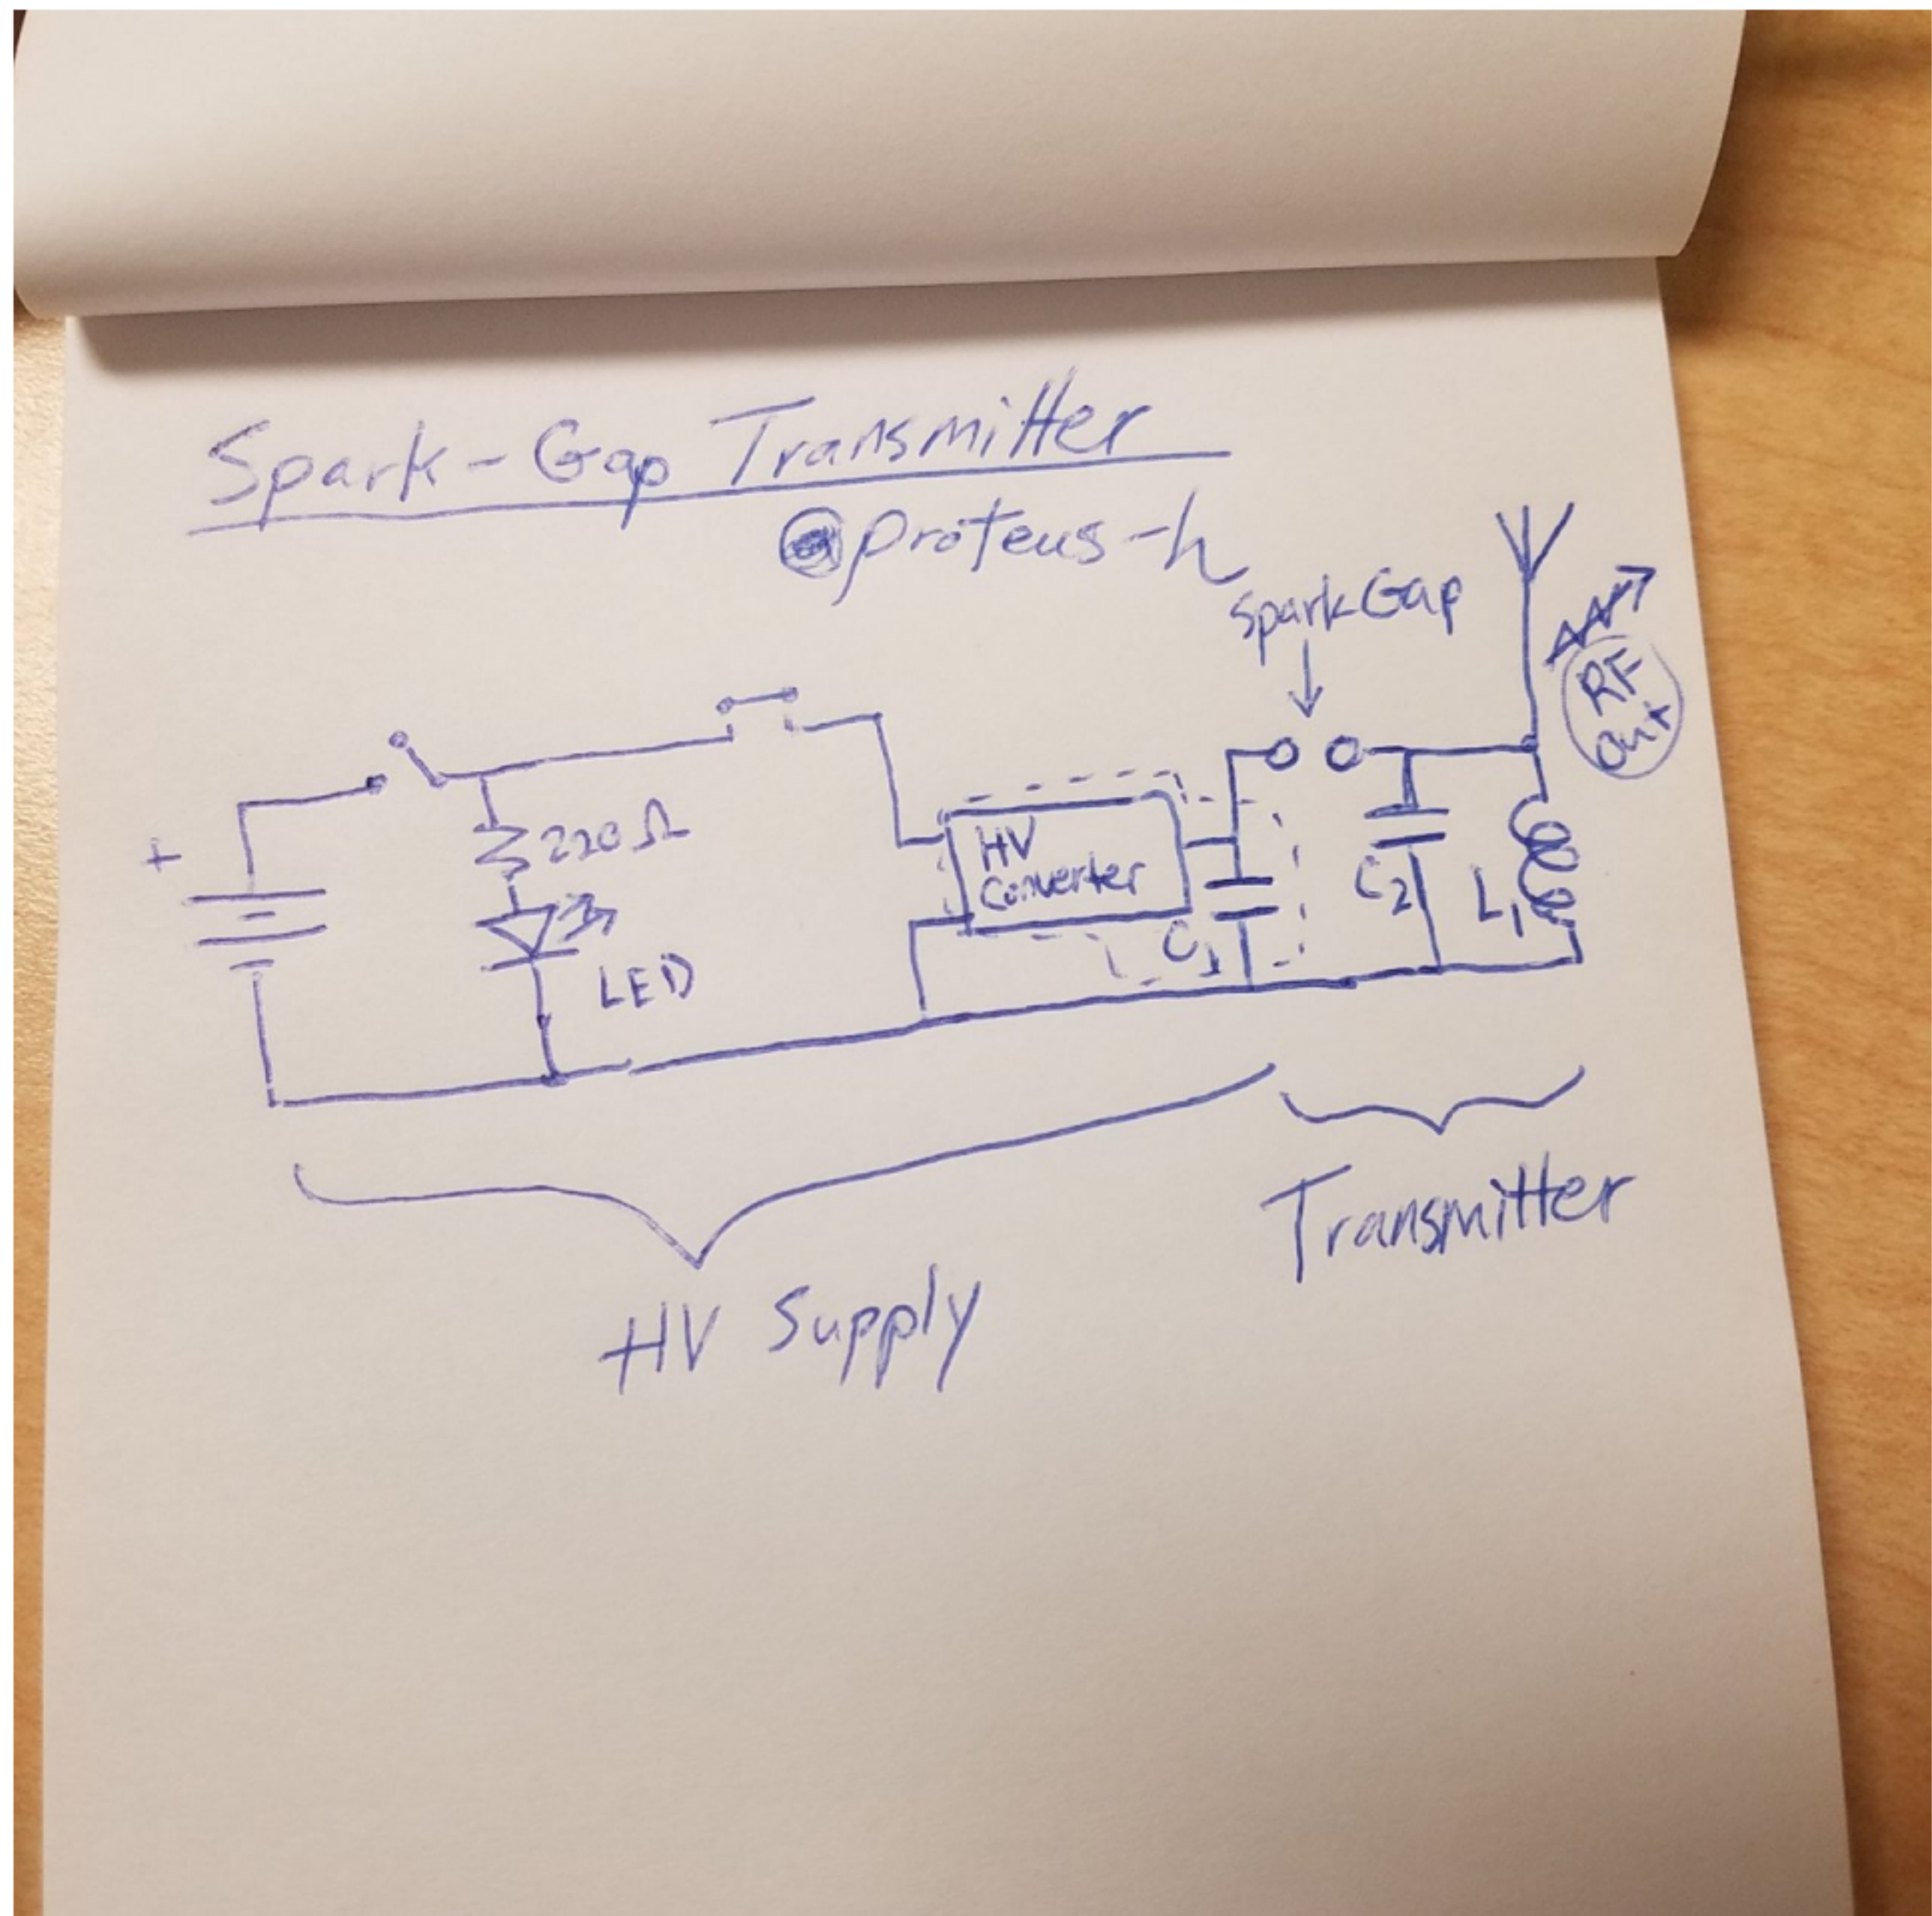 Spark-Gap Transmitter
@proteus-h
Spark Gap
RF
Out
+
220 Ω
HV
Converter
C1
C2
L1
LED
Transmitter
HV Supply